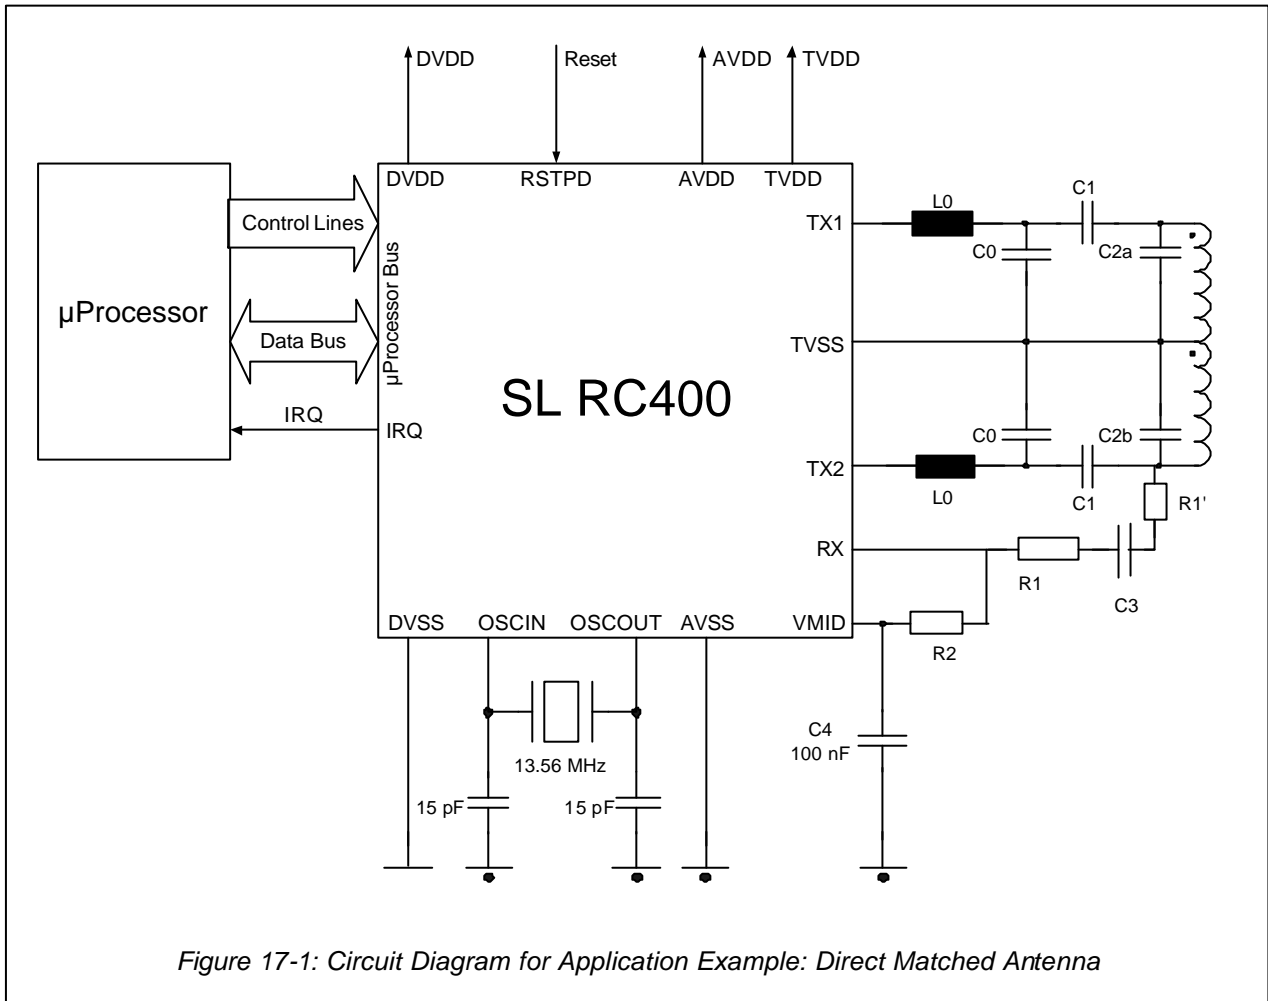 DVDD
Reset
AVDD
TVDD
DVDD
RSTPD
AVDD
TVDD
Control Lines
µProcessor Bus
µProcessor
Data Bus
IRQ
IRQ
SL RC400
TX1
L0
C1
C0
C2a
TVSS
C0
C2b
TX2
L0
C1
R1'
RX
R1
C3
DVSS
OSCIN
OSCOUT
AVSS
VMID
R2
C4
100 nF
13.56 MHz
15 pF
15 pF
Figure 17-1: Circuit Diagram for Application Example: Direct Matched Antenna